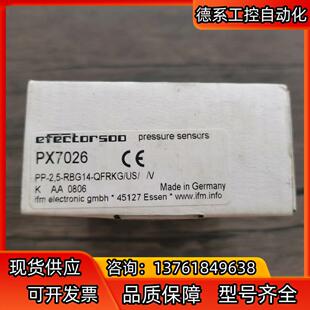 德系工控自动化
efector500 pressure sensors
PX7026 CE
PP-2,5-RBG14-QFRKG/US/ /V
K AA 0806 Made in Germany
ifm electronic gmbh * 45127 Essen * www.ifm.info
现货供应 咨询：13761849638
可开发票 品质保障 型号齐全